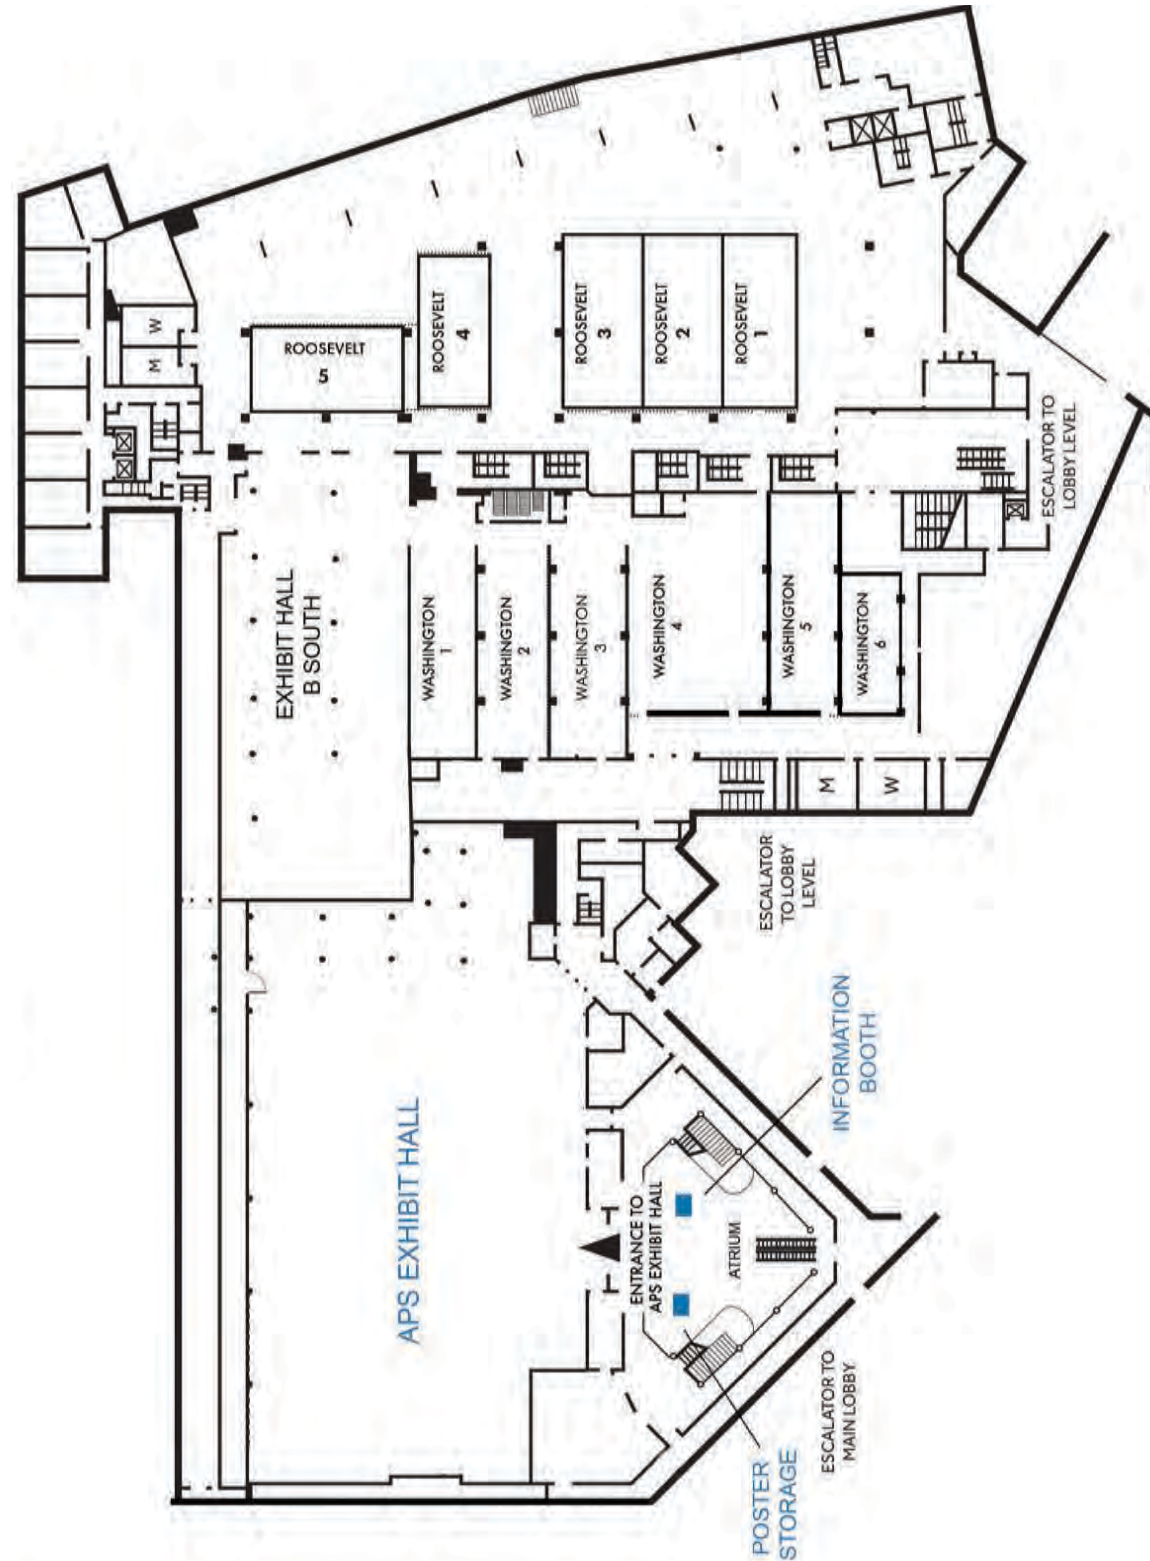 W
M
ROOSEVELT
5
ROOSEVELT
4
ROOSEVELT
3
ROOSEVELT
2
ROOSEVELT
1
ESCALATOR TO
LOBBY LEVEL
EXHIBIT HALL
B SOUTH
WASHINGTON
1
WASHINGTON
2
WASHINGTON
3
WASHINGTON
4
WASHINGTON
5
WASHINGTON
6
M
W
ESCALATOR
TO LOBBY
LEVEL
INFORMATION
BOOTH
APS EXHIBIT HALL
ENTRANCE TO
APS EXHIBIT HALL
ATRIUM
ESCALATOR TO
MAIN LOBBY
POSTER
STORAGE